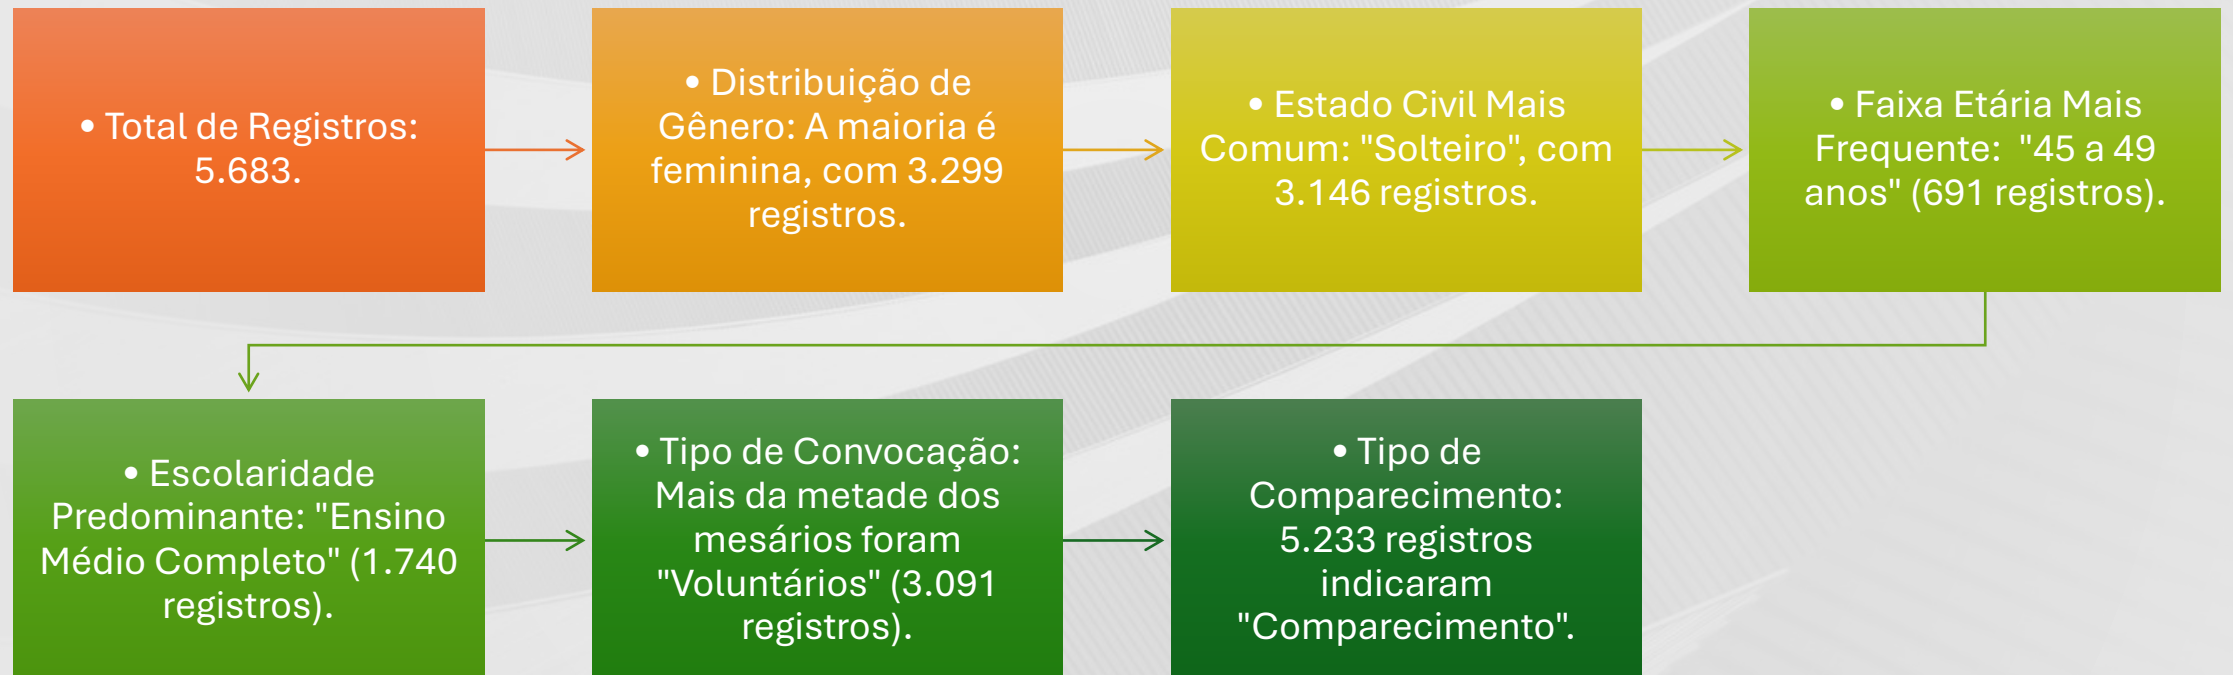 • Total de Registros:
5.683.
• Distribuição de
Gênero: A maioria é
feminina, com 3.299
registros.
• Estado Civil Mais
Comum: "Solteiro", com
3.146 registros.
• Faixa Etária Mais
Frequente: "45 a 49
anos" (691 registros).
• Escolaridade
Predominante: "Ensino
Médio Completo" (1.740
registros).
• Tipo de Convocação:
Mais da metade dos
mesários foram
"Voluntários" (3.091
registros).
• Tipo de
Comparecimento:
5.233 registros
indicaram
"Comparecimento".